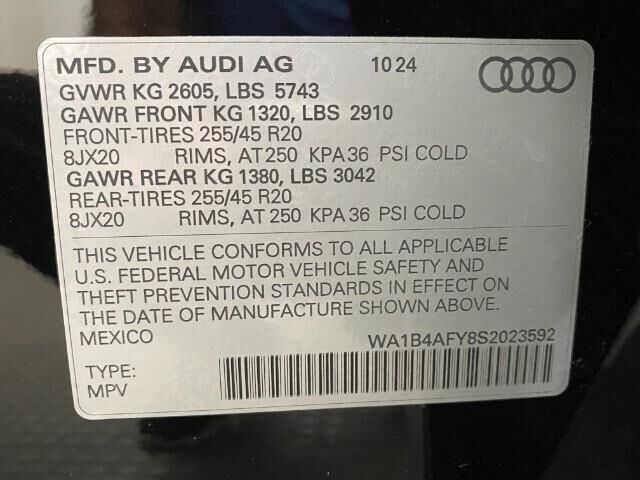 MFD. BY AUDI AG 10 24
GVWR KG 2605, LBS 5743
GAWR FRONT KG 1320, LBS 2910
FRONT-TIRES 255/45 R20
8JX20 RIMS, AT 250 KPA 36 PSI COLD
GAWR REAR KG 1380, LBS 3042
REAR-TIRES 255/45 R20
8JX20 RIMS, AT 250 KPA 36 PSI COLD
THIS VEHICLE CONFORMS TO ALL APPLICABLE
U.S. FEDERAL MOTOR VEHICLE SAFETY AND
THEFT PREVENTION STANDARDS IN EFFECT ON
THE DATE OF MANUFACTURE SHOWN ABOVE.
MEXICO WA1B4AFY8S2023592
TYPE:
MPV